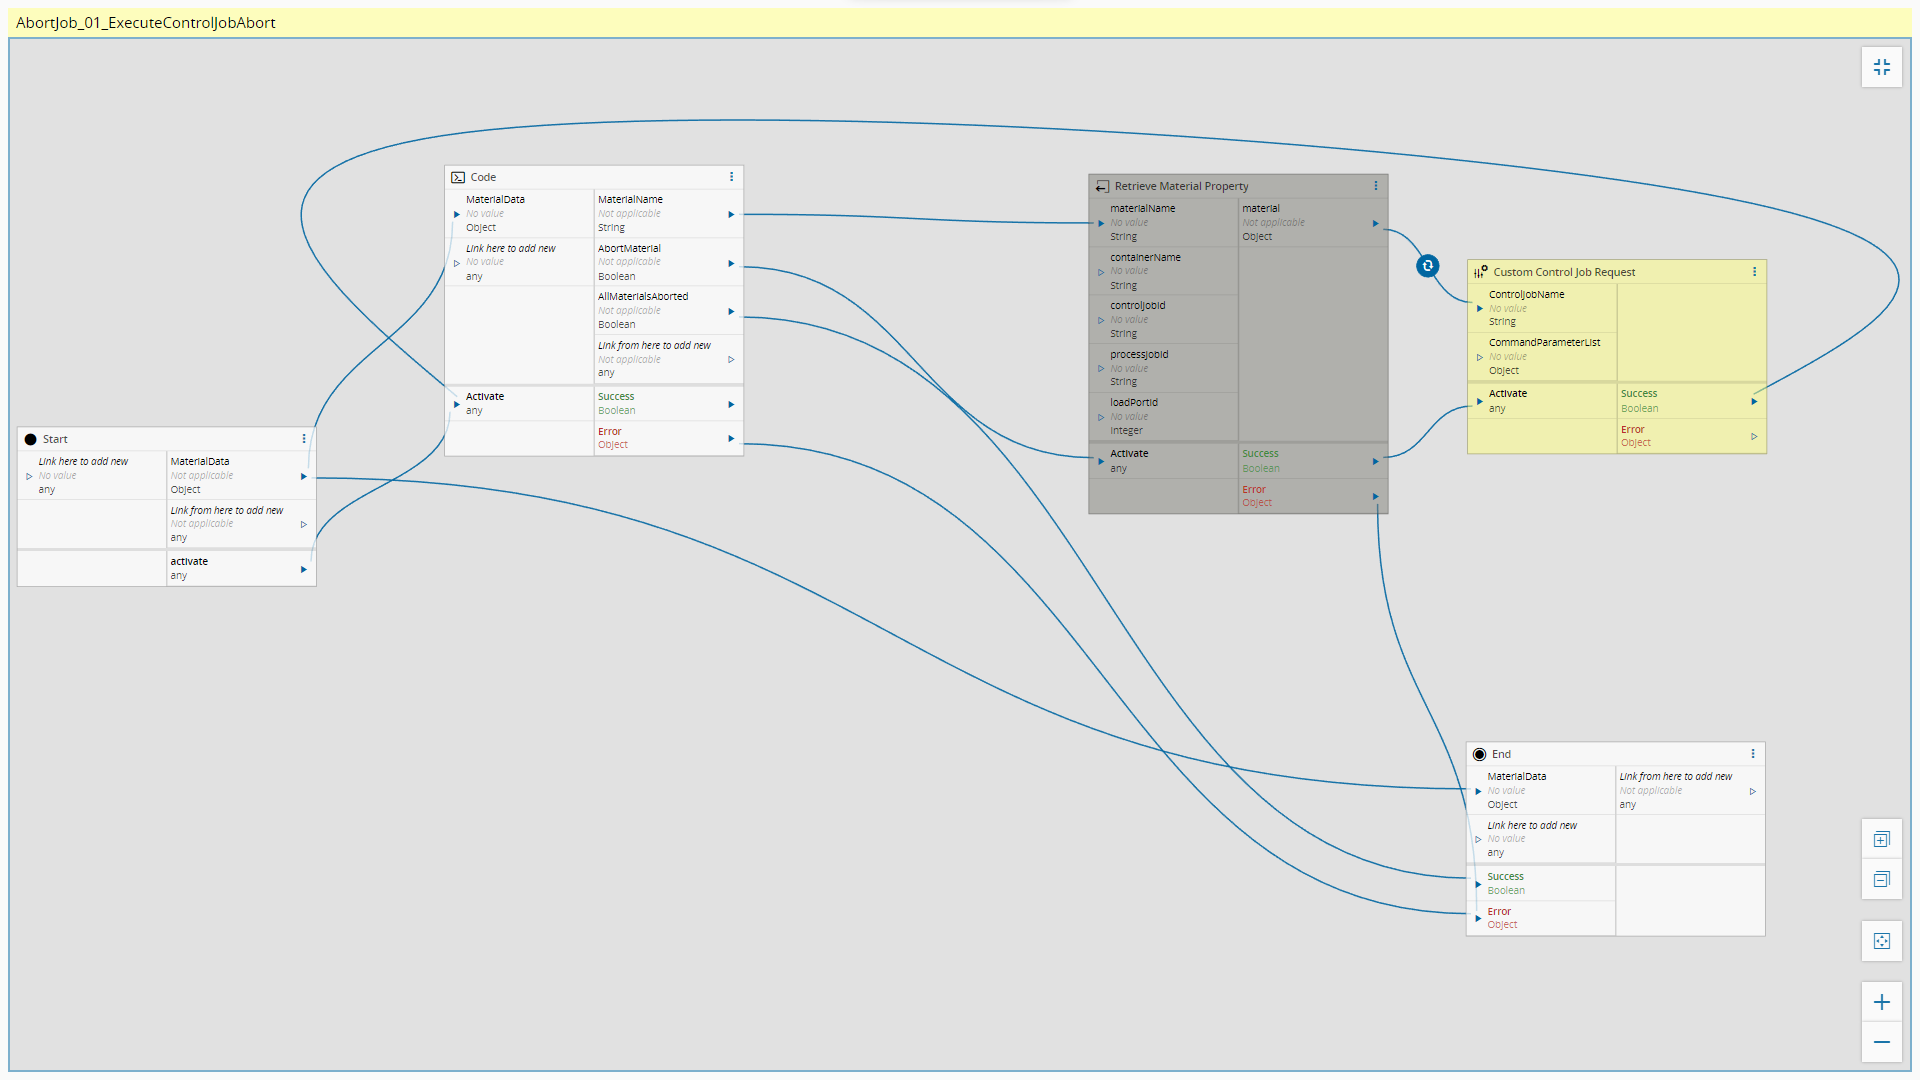 AbortJob_01_ExecuteControlJobAbort
Code
MaterialData
No value
Object
Link here to add new
No value
any
MaterialName
Not applicable
String
AbortMaterial
Not applicable
Boolean
AllMaterialsAborted
Not applicable
Boolean
Link from here to add new
Not applicable
any
Activate
any
Success
Boolean
Error
Object
Start
Link here to add new
No value
any
MaterialData
Not applicable
Object
Link from here to add new
Not applicable
any
activate
any
Retrieve Material Property
materialName
No value
String
containerName
No value
String
controljobid
No value
String
processjobid
No value
String
loadPortId
No value
Integer
material
Not applicable
Object
Activate
any
Success
Boolean
Error
Object
Custom Control Job Request
ControlJobName
No value
String
CommandParameterList
No value
Object
Activate
any
Success
Boolean
Error
Object
End
MaterialData
No value
Object
Link here to add new
No value
any
Link from here to add new
Not applicable
any
Success
Boolean
Error
Object